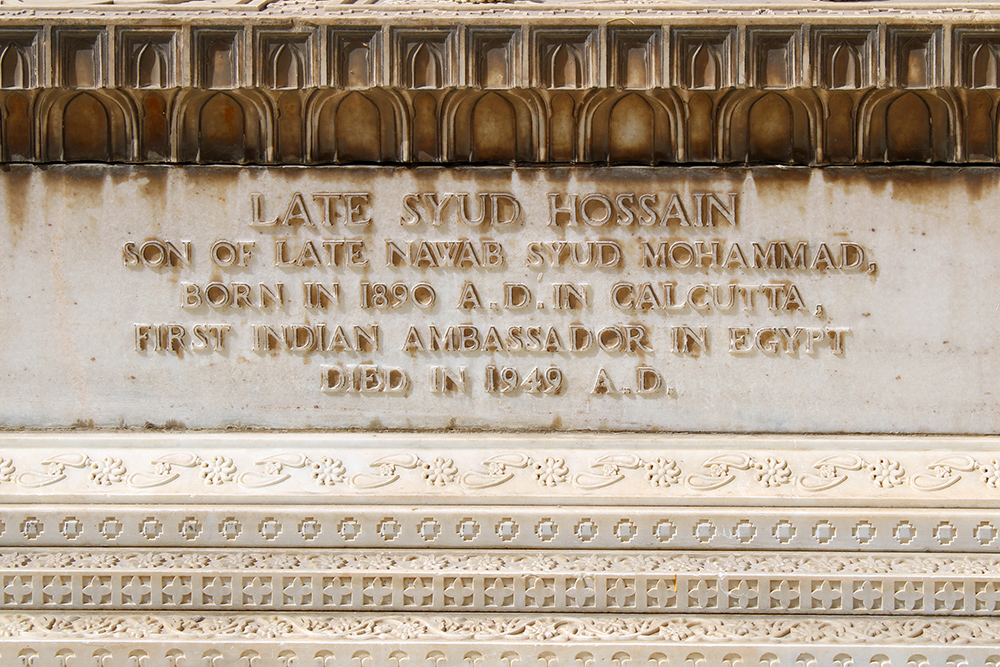 LATE SYUD HOSSAIN
SON OF LATE NAWAB SYUD MOHAMMAD,
BORN IN 1890 A.D. IN CALCUTTA,
FIRST INDIAN AMBASSADOR IN EGYPT
DIED IN 1949 A.D.